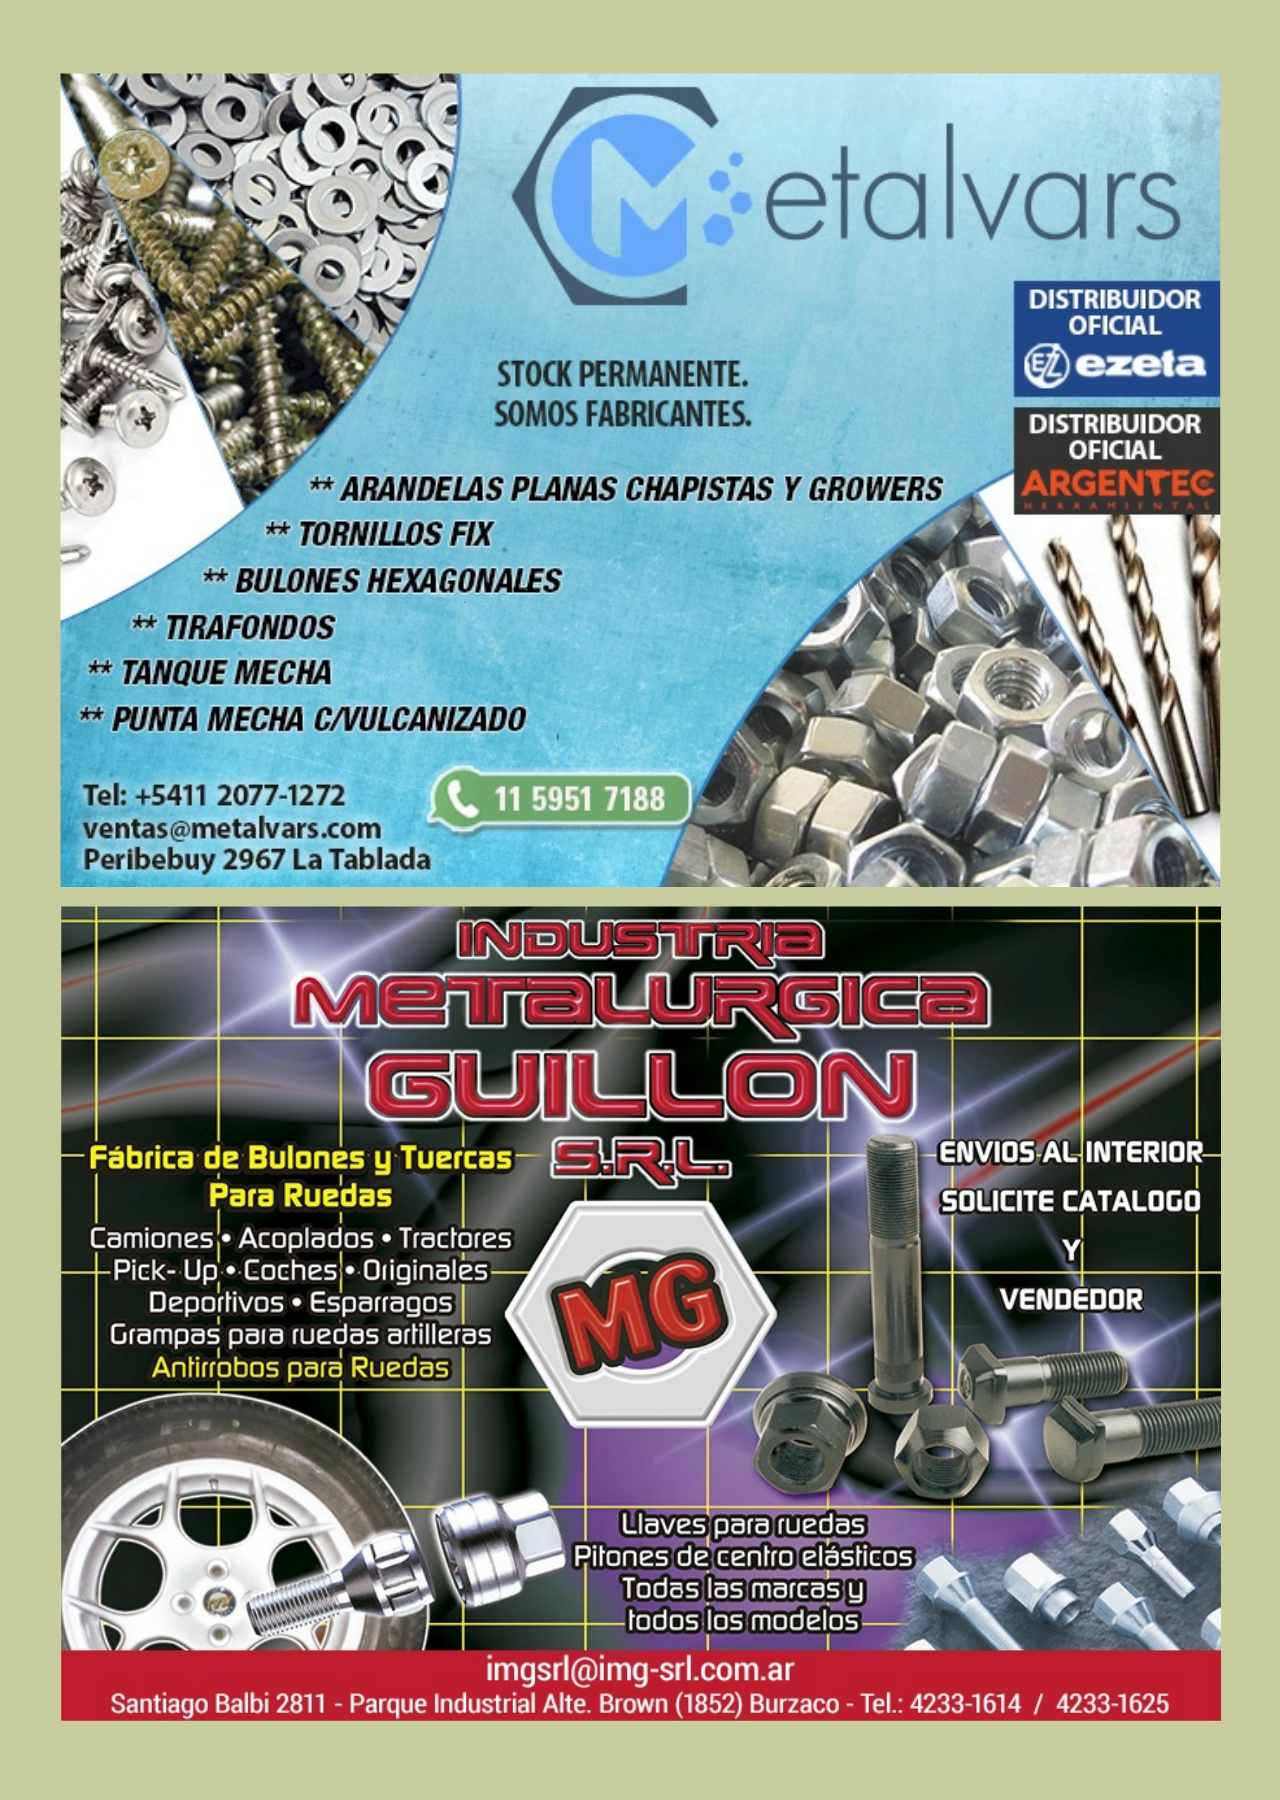 Metalvars
DISTRIBUIDOR
OFICIAL
EZ ezeta
DISTRIBUIDOR
OFICIAL
ARGENTEC
HERRAMIENTAS
STOCK PERMANENTE.
SOMOS FABRICANTES.
** ARANDELAS PLANAS CHAPISTAS Y GROWERS
** TORNILLOS FIX
** BULONES HEXAGONALES
** TIRAFONDOS
** TANQUE MECHA
** PUNTA MECHA C/VULCANIZADO
Tel: +5411 2077-1272
ventas@metalvars.com
Peribebuy 2967 La Tablada
11 5951 7188
INDUSTRIA
METALURGICA
GUILLON
S.R.L.
Fábrica de Bulones y Tuercas
Para Ruedas
Camiones • Acoplados • Tractores
Pick- Up • Coches • Originales
Deportivos • Esparragos
Grampas para ruedas artilleras
Antirrobos para Ruedas
MG
ENVIOS AL INTERIOR
SOLICITE CATALOGO
Y
VENDEDOR
Llaves para ruedas
Pitones de centro elásticos
Todas las marcas y
todos los modelos
imgsrl@img-srl.com.ar
Santiago Balbi 2811 - Parque Industrial Alte. Brown (1852) Burzaco - Tel.: 4233-1614 / 4233-1625